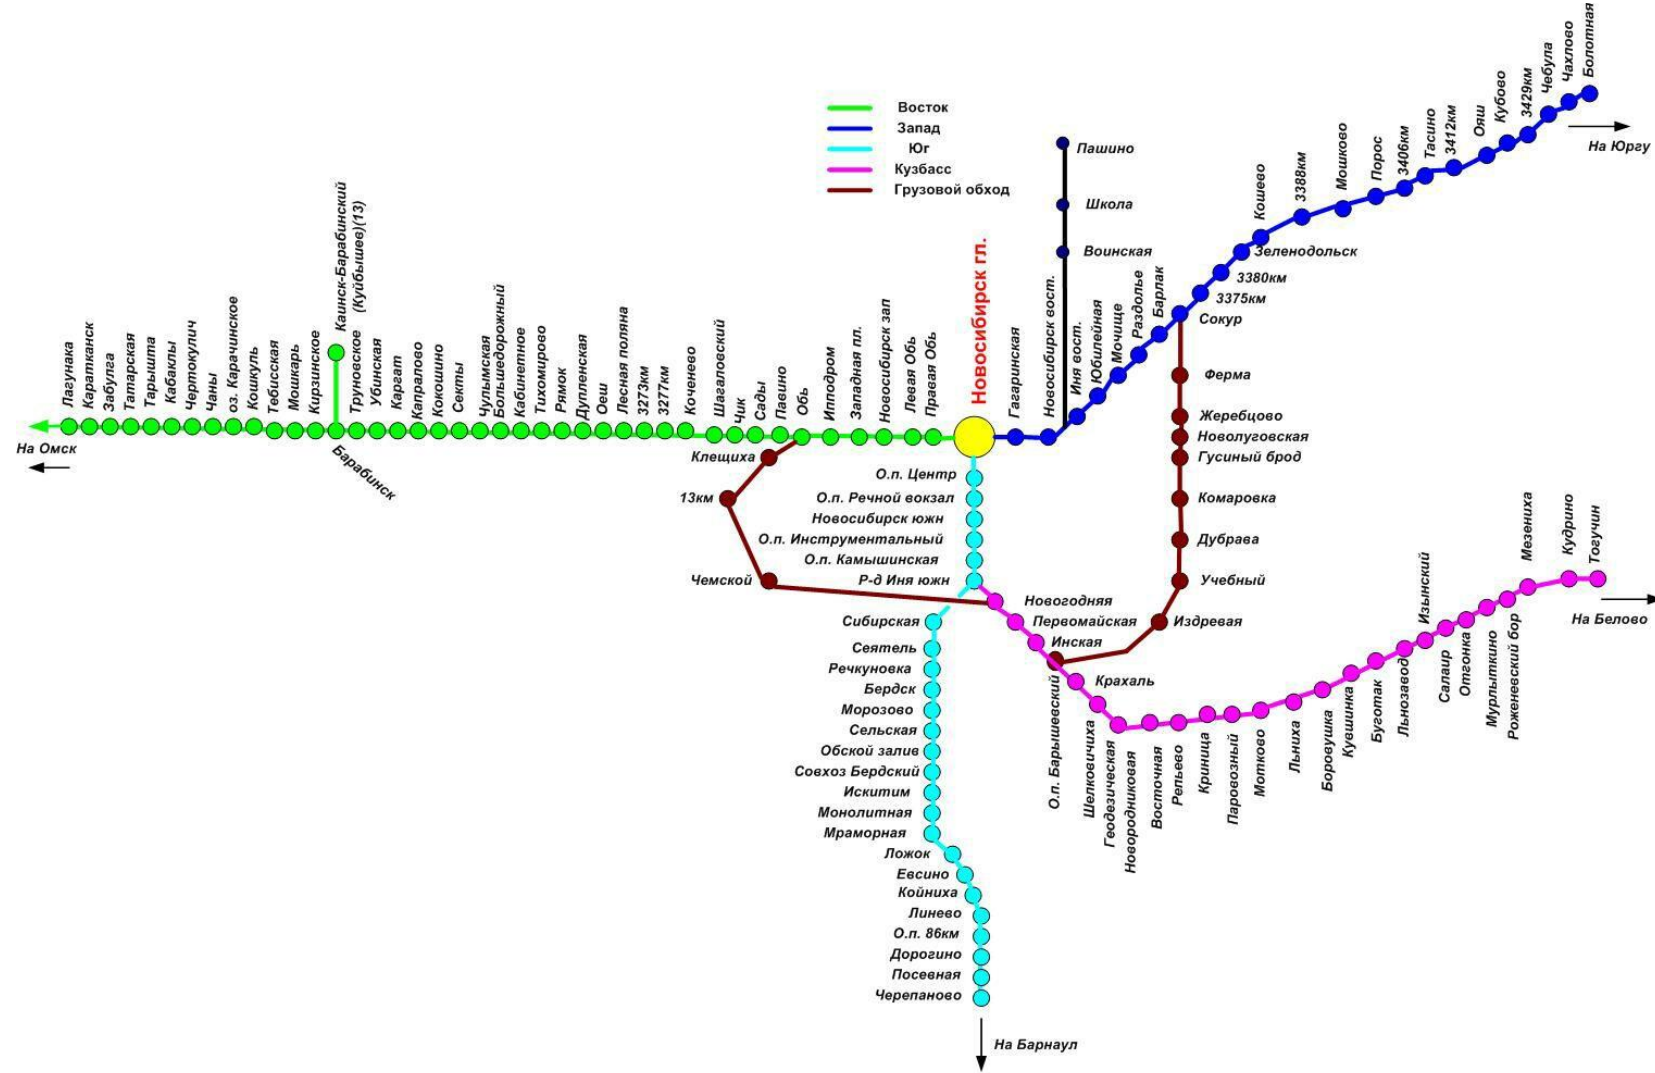 Восток
Запад
Юг
Кузбасс
Грузовой обход
Новосибирск гл.
На Омск
Лагунака
Каратканск
Забулга
Татарская
Тарышта
Кабаклы
Чертокулич
Чаны
оз. Карачинское
Кошкуль
Тебисская
Мошкарь
Кирзинское
Каинск-Барабинский
(Куйбышев)(13)
Барабинск
Труновское
Убинская
Каргат
Капралово
Кокошино
Секты
Чулымская
Большедорожный
Кабинетное
Тихомирово
Рямок
Дупленская
Оеш
Лесная поляна
3273км
3277км
Коченево
Шагаловский
Чик
Сады
Павино
Обь
Ипподром
Западная пл.
Новосибирск зап
Левая Обь
Правая Обь
Гагаринская
Новосибирск вост.
Пашино
Школа
Воинская
Иня вост.
Юбилейная
Мочище
Раздолье
Барлак
Сокур
3375км
3380км
Зеленодольск
Кошево
3388км
Мошково
Порос
3406км
Тасино
3412км
Ояш
Кубово
3429км
Чебула
Чахлово
Болотная
На Юргу
Клещиха
13км
Чемской
Ферма
Жеребцово
Новолуговская
Гусиный брод
Комаровка
Дубрава
Учебный
Издревая
О.п. Центр
О.п. Речной вокзал
Новосибирск южн
О.п. Инструментальный
О.п. Камышинская
Р-д Иня южн
Сибирская
Сеятель
Речкуновка
Бердск
Морозово
Сельская
Обской залив
Совхоз Бердский
Искитим
Монолитная
Мраморная
Ложок
Евсино
Койниха
Линево
О.п. 86км
Дорогино
Посевная
Черепаново
На Барнаул
Новогодняя
Первомайская
Инская
О.п. Барышевский
Крахаль
Шелковичиха
Геодезическая
Новородниковая
Восточная
Репьево
Криница
Паровозный
Мотково
Льниха
Боровушка
Кувшинка
Буготак
Льнозавод
Изынский
Салаир
Отгонка
Мурлыткино
Роженевский бор
Мезениха
Кудрино
Тогучин
На Белово